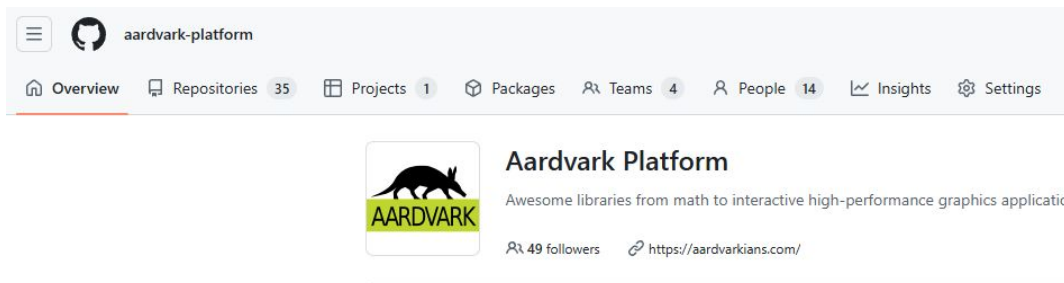 aardvark-platform
Overview Repositories 35 Projects 1 Packages Teams 4 People 14 Insights Settings
Aardvark Platform
Awesome libraries from math to interactive high-performance graphics
AARDVARK
49 followers https://aardvarkians.com/